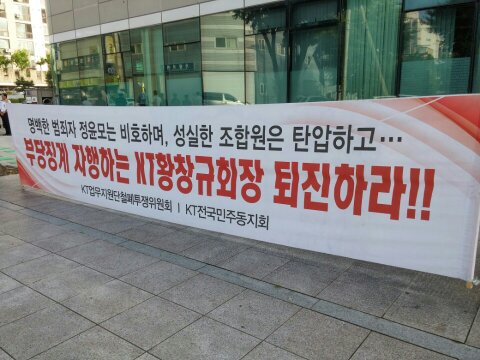 명백한 범죄자 정윤모는 비호하며, 성실한 조합원은 탄압하고…
부당징계 자행하는 KT황창규회장 퇴진하라!!
KT업무지원단철폐투쟁위원회 I KT전국민주동지회